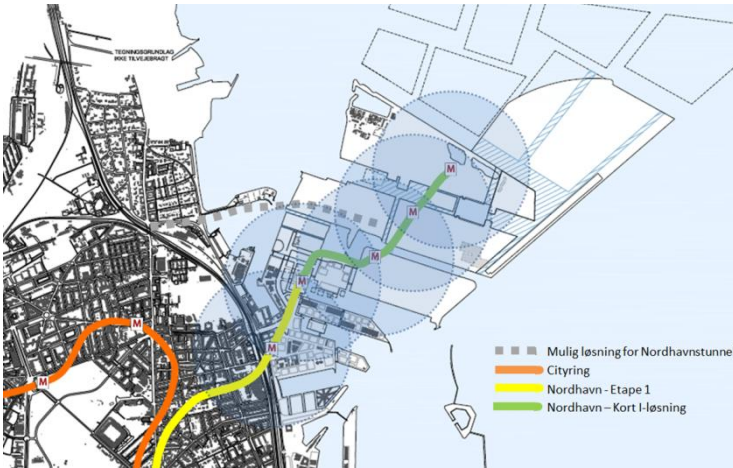 TEGNINGSGRUNDLAG
IKKE TILVEJEBRAGT
M
M
M
M
M
M
M
Mulig løsning for Nordhavnstunne
Cityring
Nordhavn - Etape 1
Nordhavn – Kort I-løsning